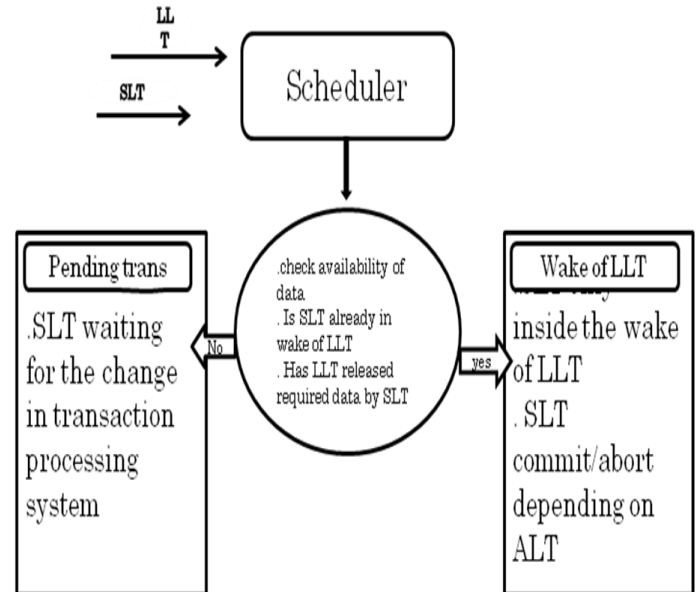 LL
T
SLT
Scheduler
Pending trans
.SLT waiting
for the change
in transaction
processing
system
No
.check availability of
data
. Is SLT already in
wake of LLT
. Has LLT released
required data by SLT
yes
Wake of LLT
inside the wake
of LLT
. SLT
commit/abort
depending on
ALT